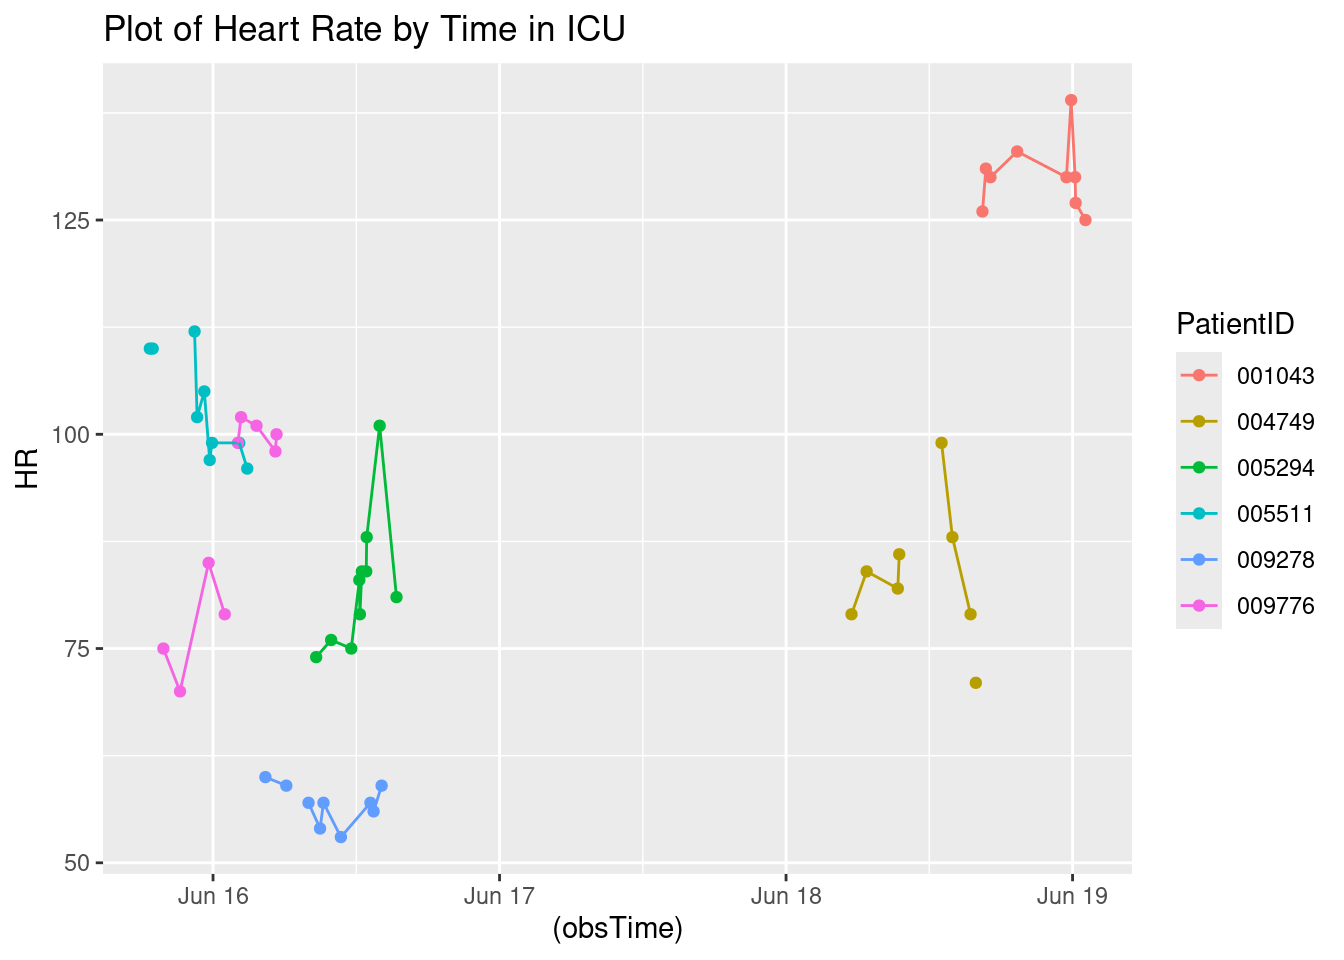 Plot of Heart Rate by Time in ICU
HR
125
100
75
50
Jun 16
Jun 17
Jun 18
Jun 19
(obsTime)
PatientID
001043
004749
005294
005511
009278
009776